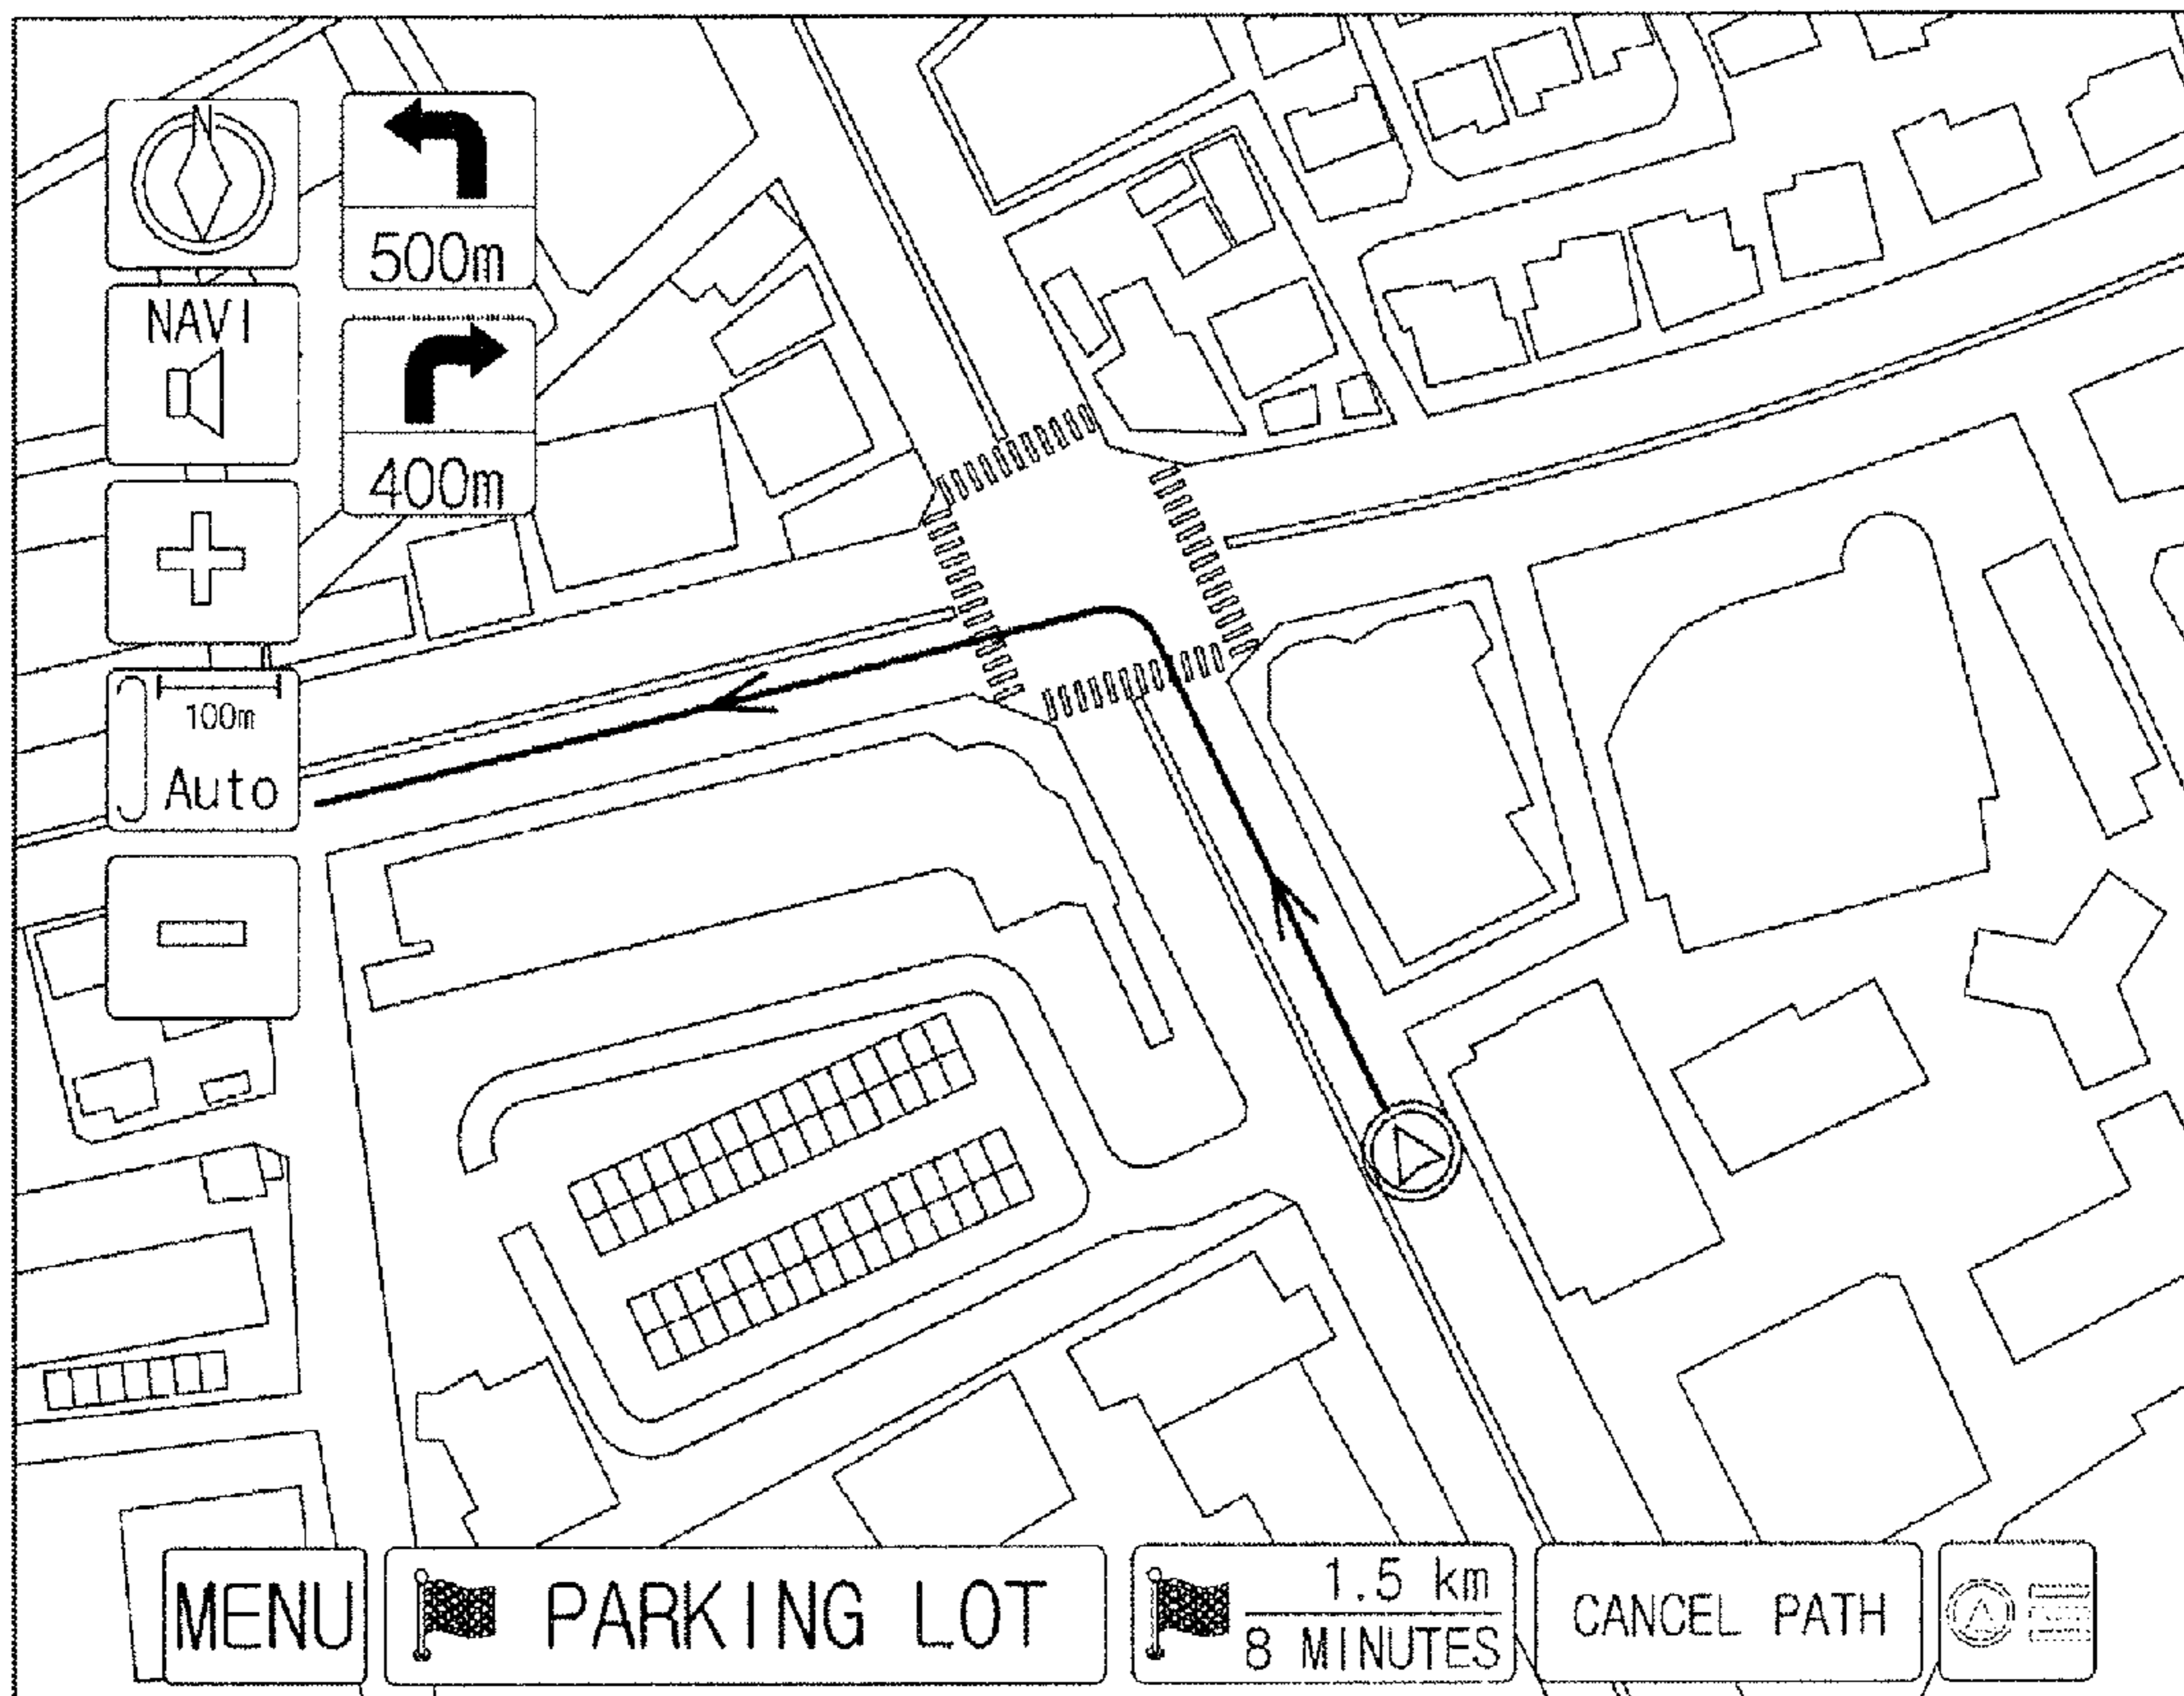 N
500m
NAVI
400m
100m
Auto
MENU
PARKING LOT
1.5 km
8 MINUTES
CANCEL PATH